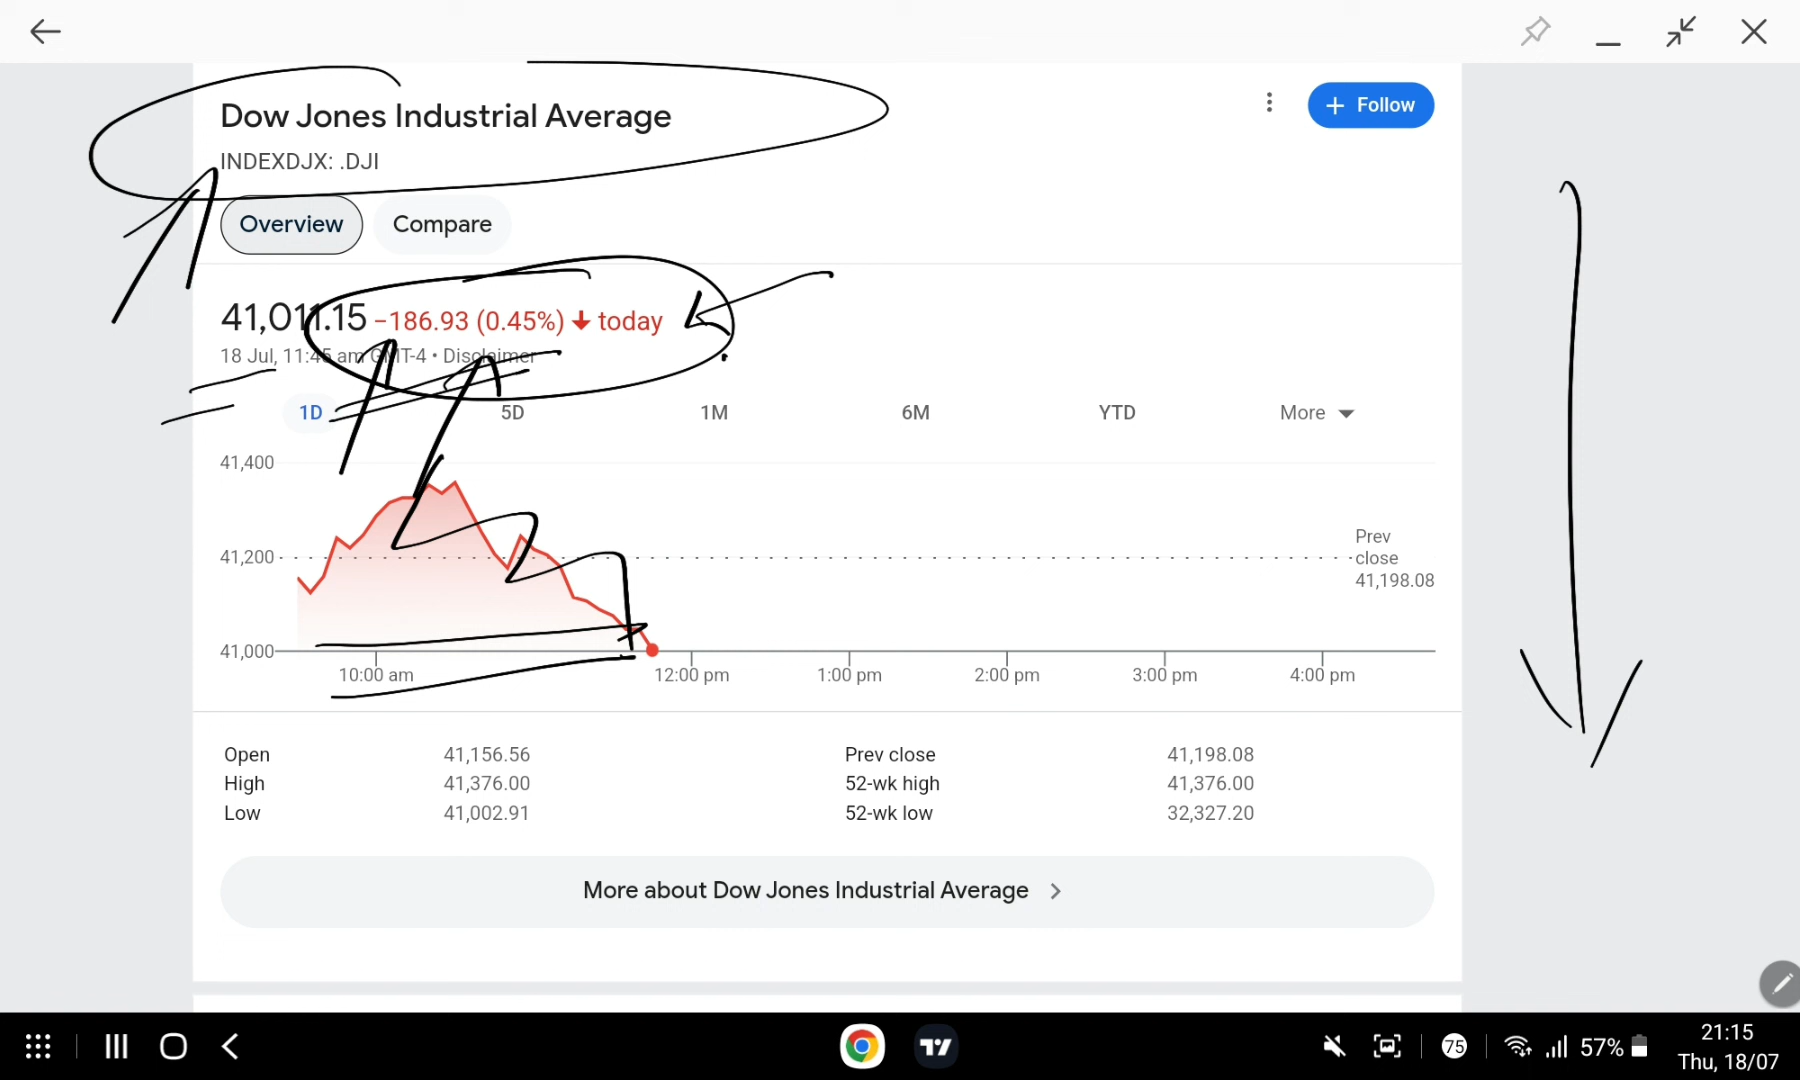 Dow Jones Industrial Average
+ Follow
INDEXDJX: .DJI
Overview Compare
41,011.15 −186.93 (0.45%) ↓ today
18 Jul, 11:45 am GMT-4 • Disclaimer
1D 5D 1M 6M YTD More
41,400
41,200
41,000
Prev
close
41,198.08
10:00 am 12:00 pm 1:00 pm 2:00 pm 3:00 pm 4:00 pm
Open 41,156.56 Prev close 41,198.08
High 41,376.00 52-wk high 41,376.00
Low 41,002.91 52-wk low 32,327.20
More about Dow Jones Industrial Average >
75 57% 21:15
Thu, 18/07